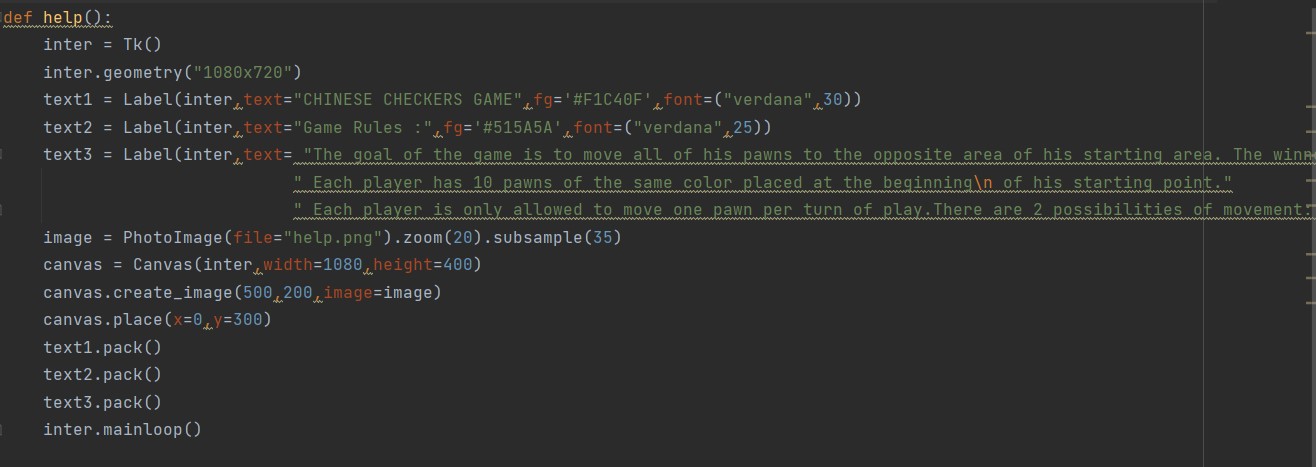 def help():
    inter = Tk()
    inter.geometry("1080x720")
    text1 = Label(inter,text="CHINESE CHECKERS GAME",fg='#F1C40F',font=("verdana",30))
    text2 = Label(inter,text="Game Rules :",fg='#515A5A',font=("verdana",25))
    text3 = Label(inter,text= "The goal of the game is to move all of his pawns to the opposite area of his starting area. The
                             " Each player has 10 pawns of the same color placed at the beginning\n of his starting point."
                             " Each player is only allowed to move one pawn per turn of play.There are 2 possibilities of movement:
    image = PhotoImage(file="help.png").zoom(20).subsample(35)
    canvas = Canvas(inter,width=1080,height=400)
    canvas.create_image(500,200,image=image)
    canvas.place(x=0,y=300)
    text1.pack()
    text2.pack()
    text3.pack()
    inter.mainloop()